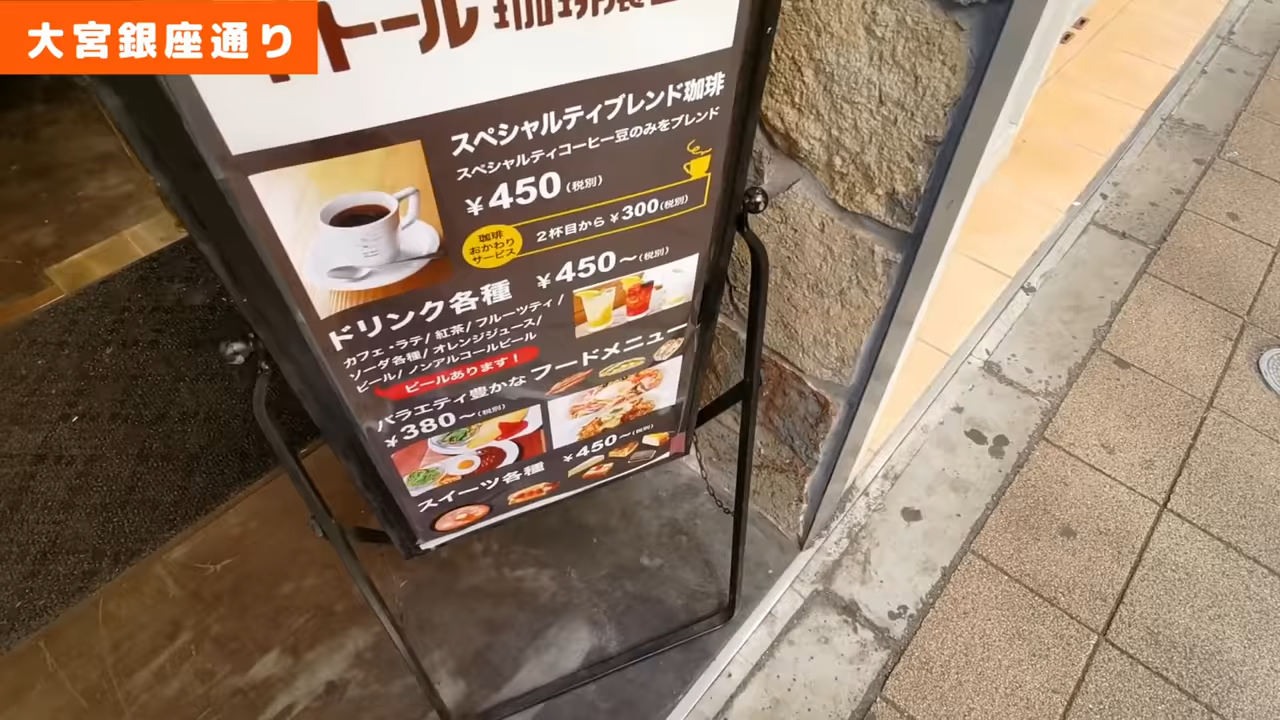 大宮銀座通り
トール 珈琲
スペシャルティブレンド珈琲
スペシャルティコーヒー豆のみをブレンド
¥450(税別)
珈琲
おかわり
サービス
2杯目から¥300(税別)
ドリンク各種 ¥450~(税別)
カフェ・ラテ/紅茶/フルーツティ/
ソーダ各種/オレンジジュース/
ビール/ノンアルコールビール
ビールあります!
バラエティ豊かなフードメニュー
¥380~(税別)
スイーツ各種 ¥450~(税別)